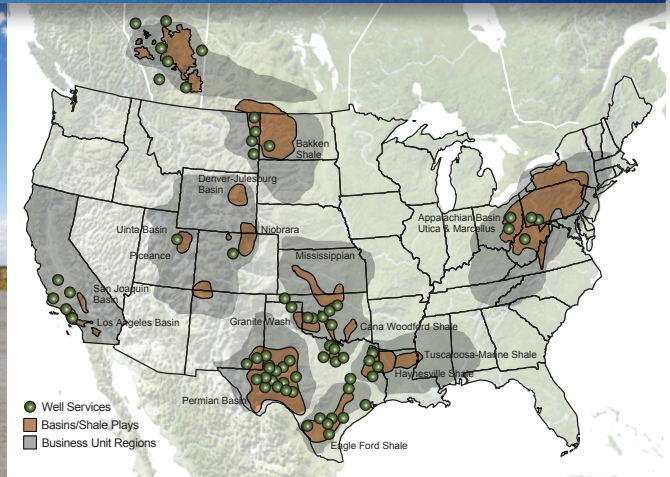 Bakken
Shale
Denver-Julesburg
Basin
Appalachian Basin
Utica & Marcellus
Uinta Basin
Niobrara
Piceance
Mississippian
San Joaquin
Basin
Los Angeles Basin
Granite Wash
Cana Woodford Shale
Tuscaloosa-Marine Shale
Haynesville Shale
Permian Basin
Eagle Ford Shale
Well Services
Basins/Shale Plays
Business Unit Regions